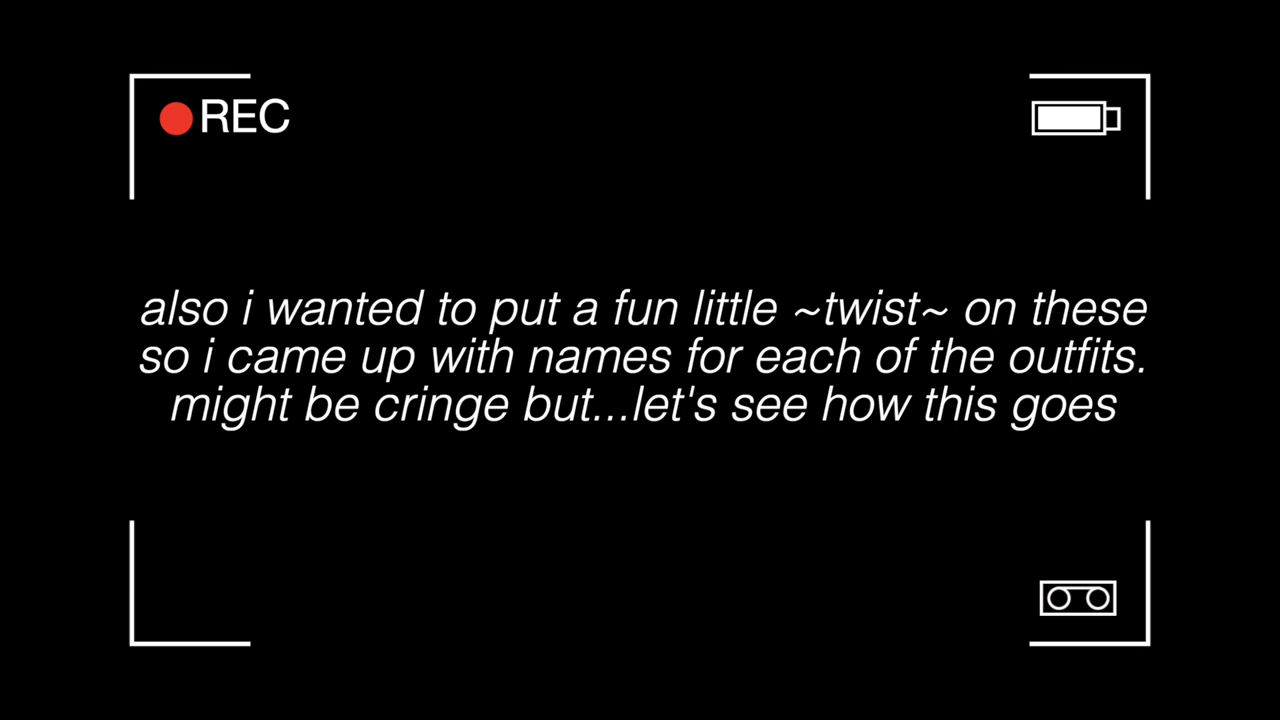 REC
also i wanted to put a fun little ~twist~ on these
so i came up with names for each of the outfits.
might be cringe but...let's see how this goes